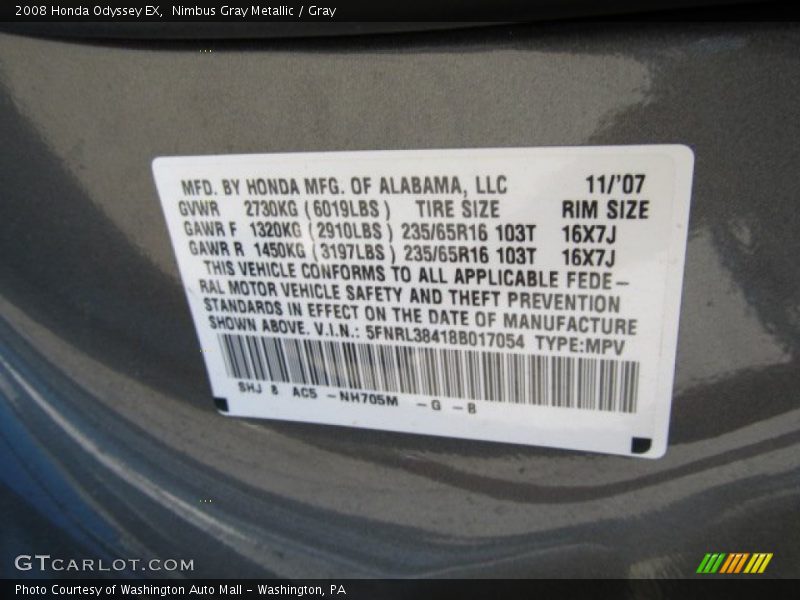 2008 Honda Odyssey EX,  Nimbus Gray Metallic / Gray
MFD. BY HONDA MFG. OF ALABAMA, LLC 11/'07
GVWR 2730KG (6019LBS) TIRE SIZE RIM SIZE
GAWR F 1320KG (2910LBS) 235/65R16 103T 16X7J
GAWR R 1450KG (3197LBS) 235/65R16 103T 16X7J
THIS VEHICLE CONFORMS TO ALL APPLICABLE FEDE-
RAL MOTOR VEHICLE SAFETY AND THEFT PREVENTION
STANDARDS IN EFFECT ON THE DATE OF MANUFACTURE
SHOWN ABOVE. V.I.N.: 5FNRL38418B017054 TYPE:MPV
SHJ 8 AC5 -NH705M -G -B
GTCARLOT.COM
Photo Courtesy of Washington Auto Mall - Washington, PA